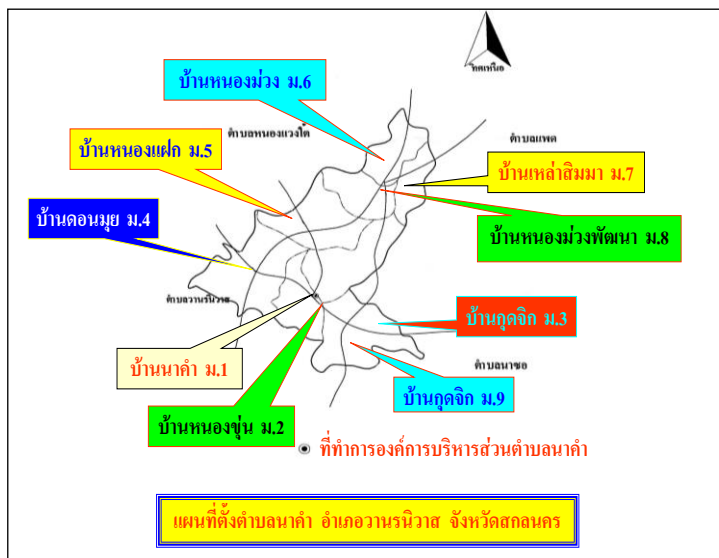 ทิศเหนือ
บ้านหนองม่วง ม.6
ตำบลหนองแวงใต้
ตำบลแพด
บ้านหนองแฝก ม.5
บ้านเหล่าสิมมา ม.7
บ้านดอนมุย ม.4
บ้านหนองม่วงพัฒนา ม.8
ตำบลวานรนิวาส
บ้านกุดจิก ม.3
บ้านนาคำ ม.1
ตำบลนาซอ
บ้านกุดจิก ม.9
บ้านหนองขุ่น ม.2
ที่ทำการองค์การบริหารส่วนตำบลนาคำ
แผนที่ตั้งตำบลนาคำ อำเภอวานรนิวาส จังหวัดสกลนคร